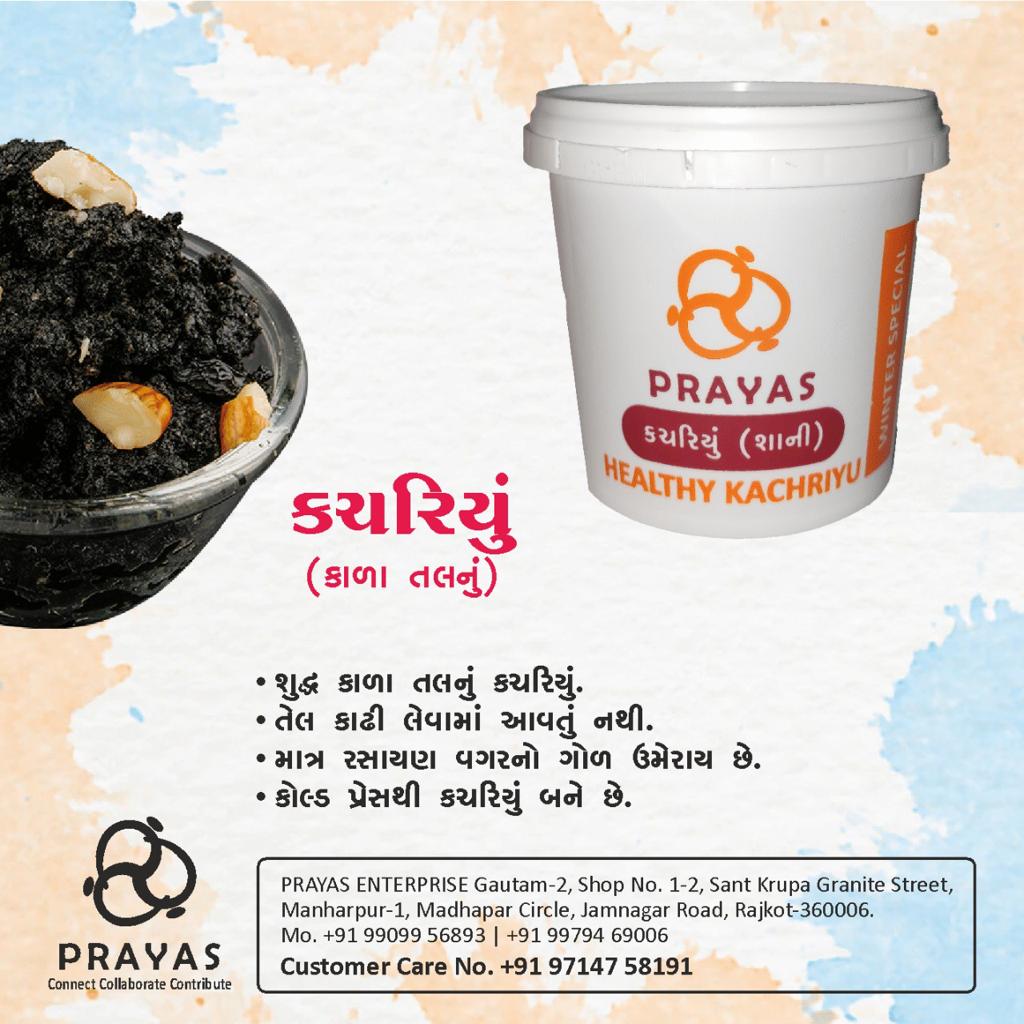 PRAYAS
કચરિયું (શાની)
HEALTHY KACHRIYU
WINTER SPECIAL
કચરિયું
(કાળા તલનું)
• શુદ્ધ કાળા તલનું કચરિયું.
• તેલ કાઢી લેવામાં આવતું નથી.
• માત્ર રસાયણ વગરનો ગોળ ઉમેરાય છે.
• કોલ્ડ પ્રેસથી કચરિયું બને છે.
PRAYAS
Connect Collaborate Contribute
PRAYAS ENTERPRISE Gautam-2, Shop No. 1-2, Sant Krupa Granite Street,
Manharpur-1, Madhapar Circle, Jamnagar Road, Rajkot-360006.
Mo. +91 99099 56893 | +91 99794 69006
Customer Care No. +91 97147 58191